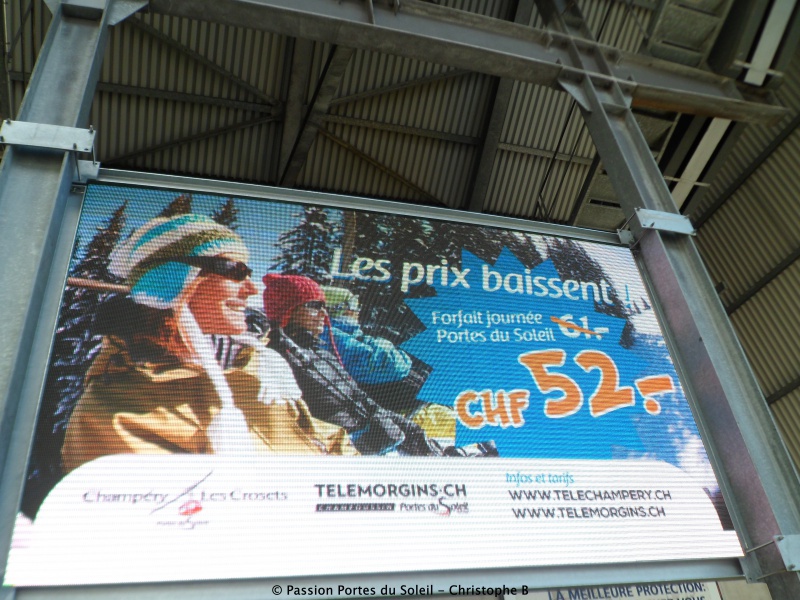 Les prix baissent !
Forfait journée 61.-
Portes du Soleil
CHF 52.-
Champéry Les Crosets
TELEMORGINS.CH
CHAMPOUSSIN Portes du Soleil
Infos et tarifs
WWW.TELECHAMPERY.CH
WWW.TELEMORGINS.CH
© Passion Portes du Soleil - Christophe B
LA MEILLEURE PROTECTION: